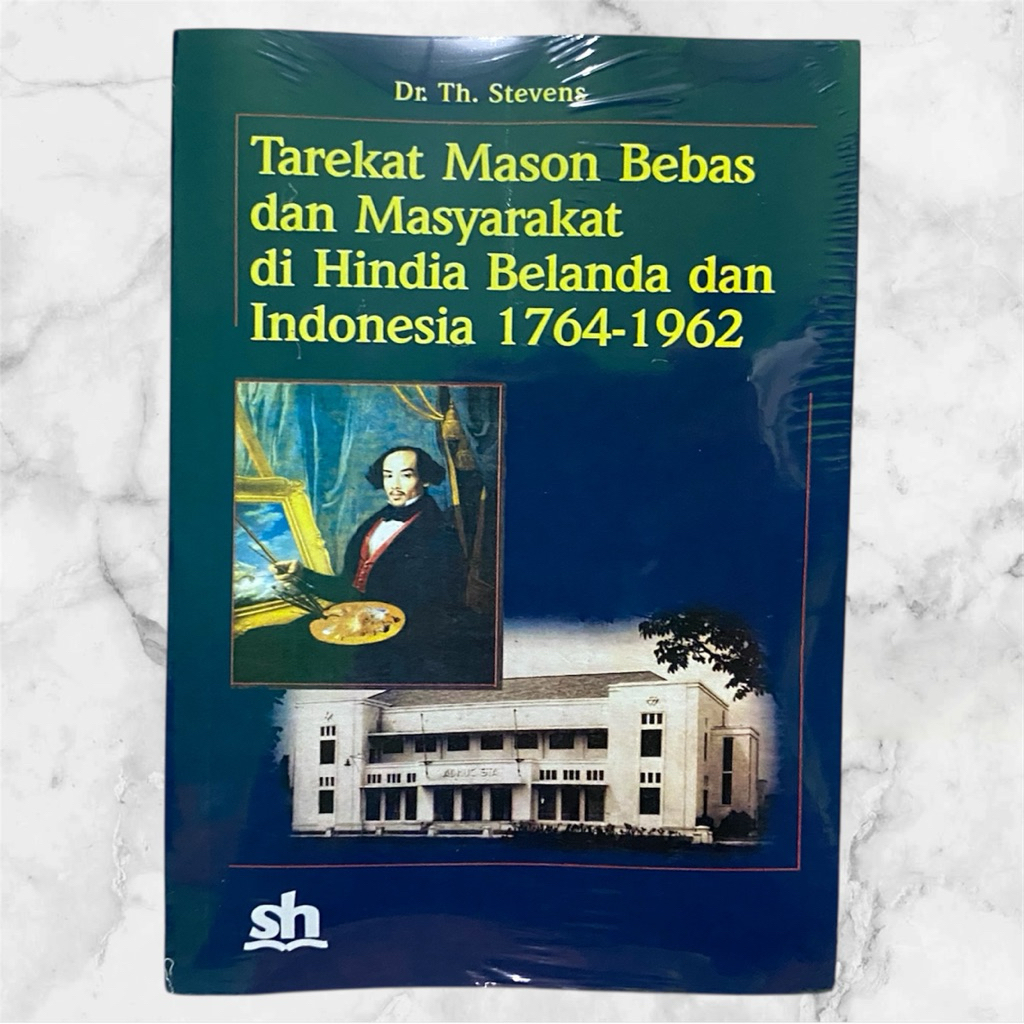 Dr. Th. Stevens
Tarekat Mason Bebas
dan Masyarakat
di Hindia Belanda dan
Indonesia 1764-1962
sh